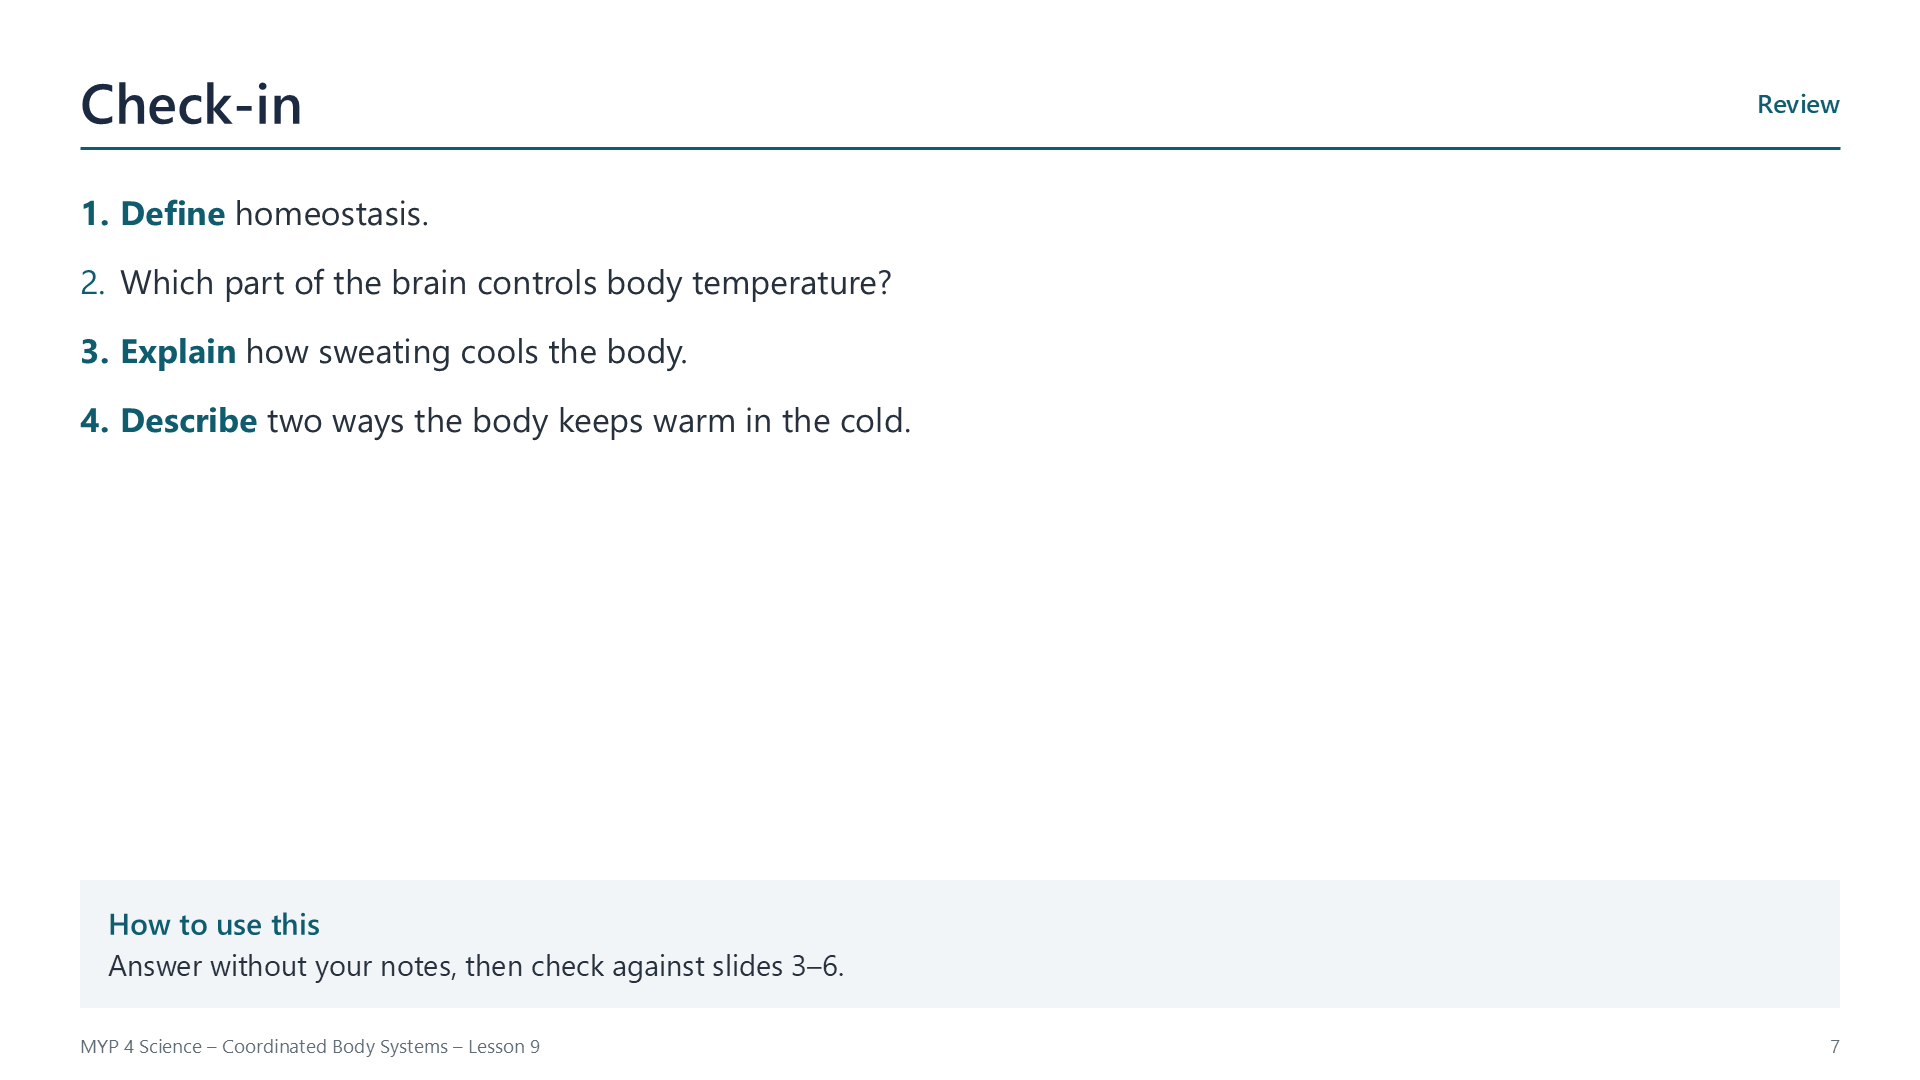 Check-in
Review
1. Define homeostasis.
2. Which part of the brain controls body temperature?
3. Explain how sweating cools the body.
4. Describe two ways the body keeps warm in the cold.
How to use this
Answer without your notes, then check against slides 3–6.
MYP 4 Science – Coordinated Body Systems – Lesson 9
7